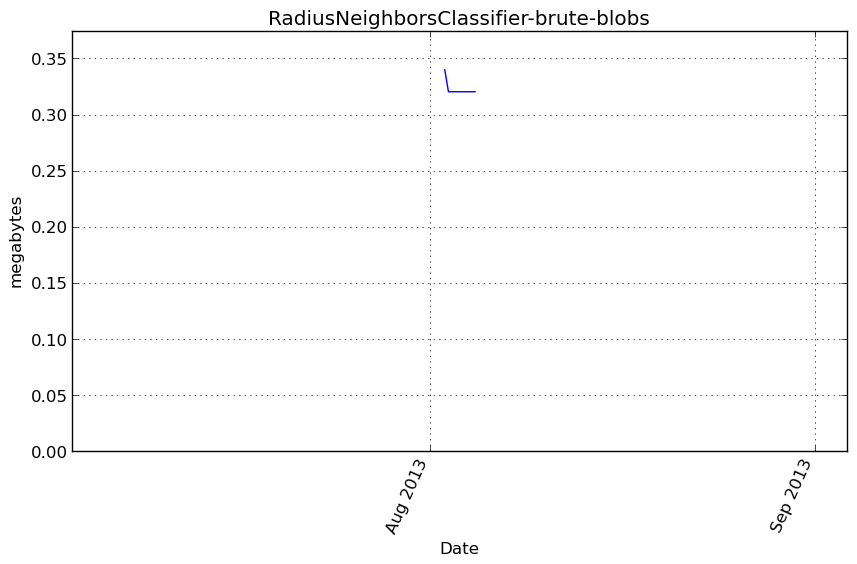 RadiusNeighborsClassifier-brute-blobs
0.35
0.30
0.25
0.20
0.15
0.10
0.05
0.00
megabytes
Aug 2013
Sep 2013
Date